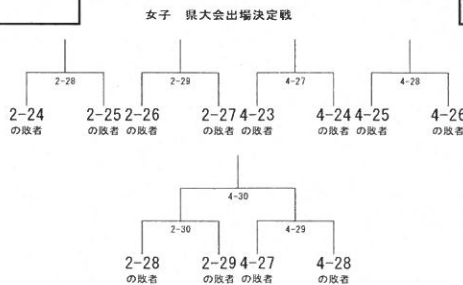 女子 県大会出場決定戦
2-28 2-29 4-27 4-28
2-24 2-25 2-26 2-27 4-23 4-24 4-25 4-26
の敗者 の敗者 の敗者 の敗者 の敗者 の敗者 の敗者 の敗者
4-30
2-30 4-29
2-28 2-29 4-27 4-28
の敗者 の敗者 の敗者 の敗者